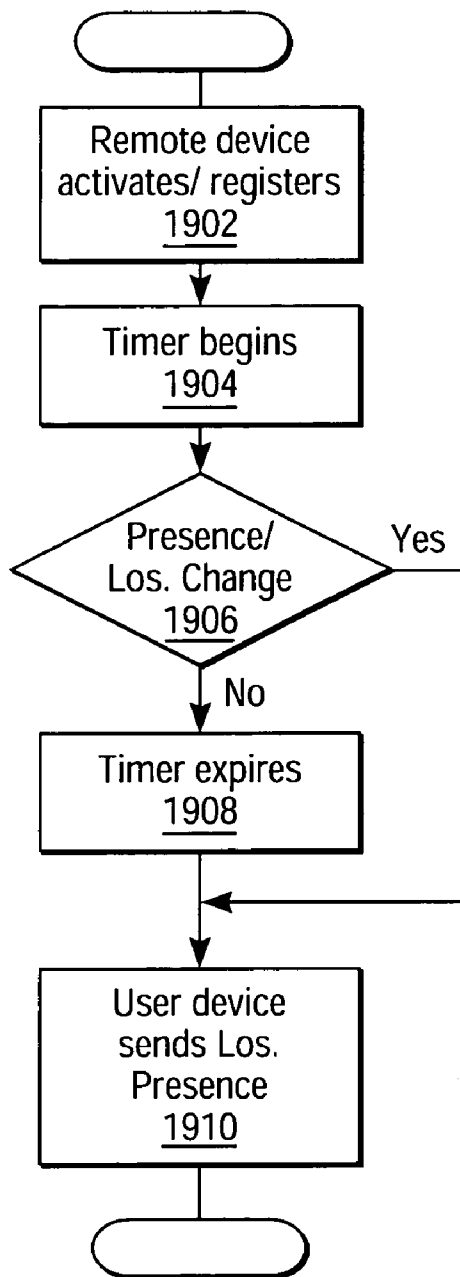 Remote device
activates/ registers
1902
Timer begins
1904
Presence/
Los. Change
1906
Yes
No
Timer expires
1908
User device
sends Los.
Presence
1910